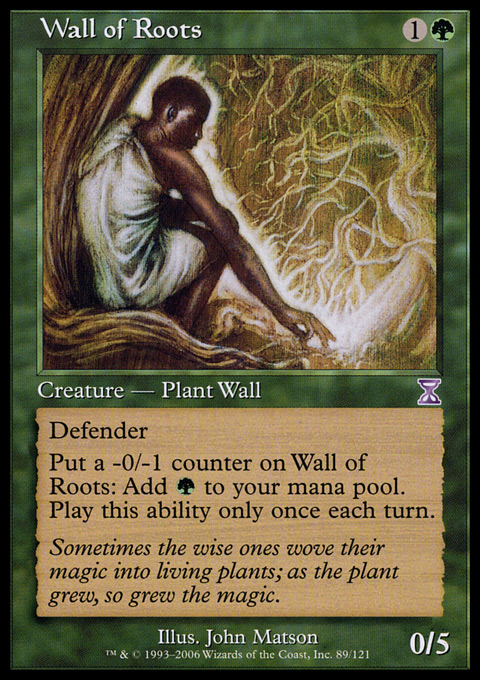 Wall of Roots 1
Creature — Plant Wall
Defender
Put a -0/-1 counter on Wall of
Roots: Add to your mana pool.
Play this ability only once each turn.
Sometimes the wise ones wove their
magic into living plants; as the plant
grew, so grew the magic.
Illus. John Matson
™ & © 1993–2006 Wizards of the Coast, Inc. 89/121
0/5